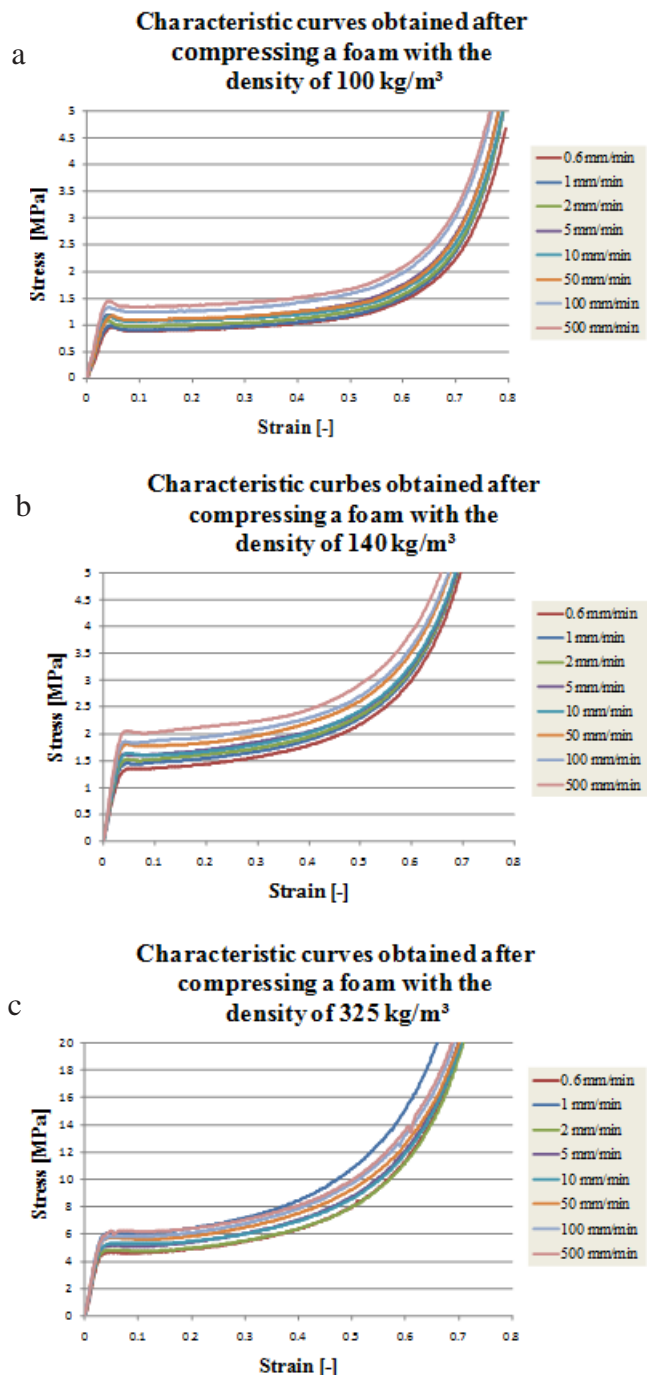 a
Characteristic curves obtained after
compressing a foam with the
density of 100 kg/m³
5
4.5
4
3.5
3
2.5
2
1.5
1
0.5
0
Stress [MPa]
0 0.1 0.2 0.3 0.4 0.5 0.6 0.7 0.8
Strain [-]
0.6 mm/min
1 mm/min
2 mm/min
5 mm/min
10 mm/min
50 mm/min
100 mm/min
500 mm/min
b
Characteristic curbes obtained after
compressing a foam with the
density of 140 kg/m³
5
4.5
4
3.5
3
2.5
2
1.5
1
0.5
0
Stress [MPa]
0 0.1 0.2 0.3 0.4 0.5 0.6 0.7 0.8
Strain [-]
0.6 mm/min
1 mm/min
2 mm/min
5 mm/min
10 mm/min
50 mm/min
100 mm/min
500 mm/min
c
Characteristic curves obtained after
compressing a foam with the
density of 325 kg/m³
20
18
16
14
12
10
8
6
4
2
0
Stress [MPa]
0 0.1 0.2 0.3 0.4 0.5 0.6 0.7 0.8
Strain [-]
0.6 mm/min
1 mm/min
2 mm/min
5 mm/min
10 mm/min
50 mm/min
100 mm/min
500 mm/min